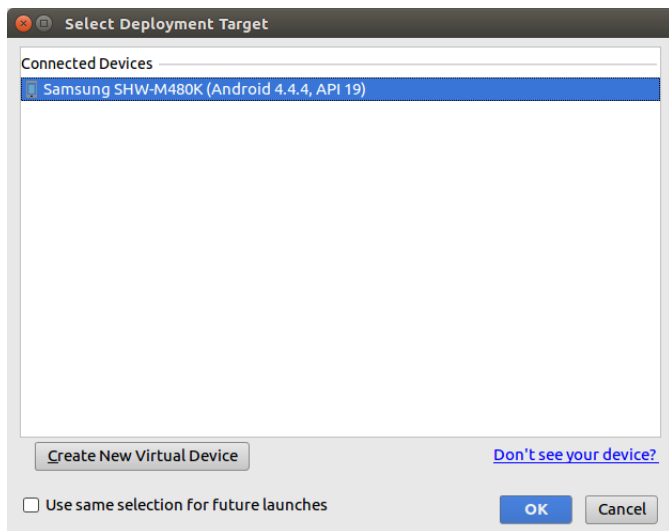 Select Deployment Target
Connected Devices
Samsung SHW-M480K (Android 4.4.4, API 19)
Create New Virtual Device
Don't see your device?
Use same selection for future launches
OK
Cancel